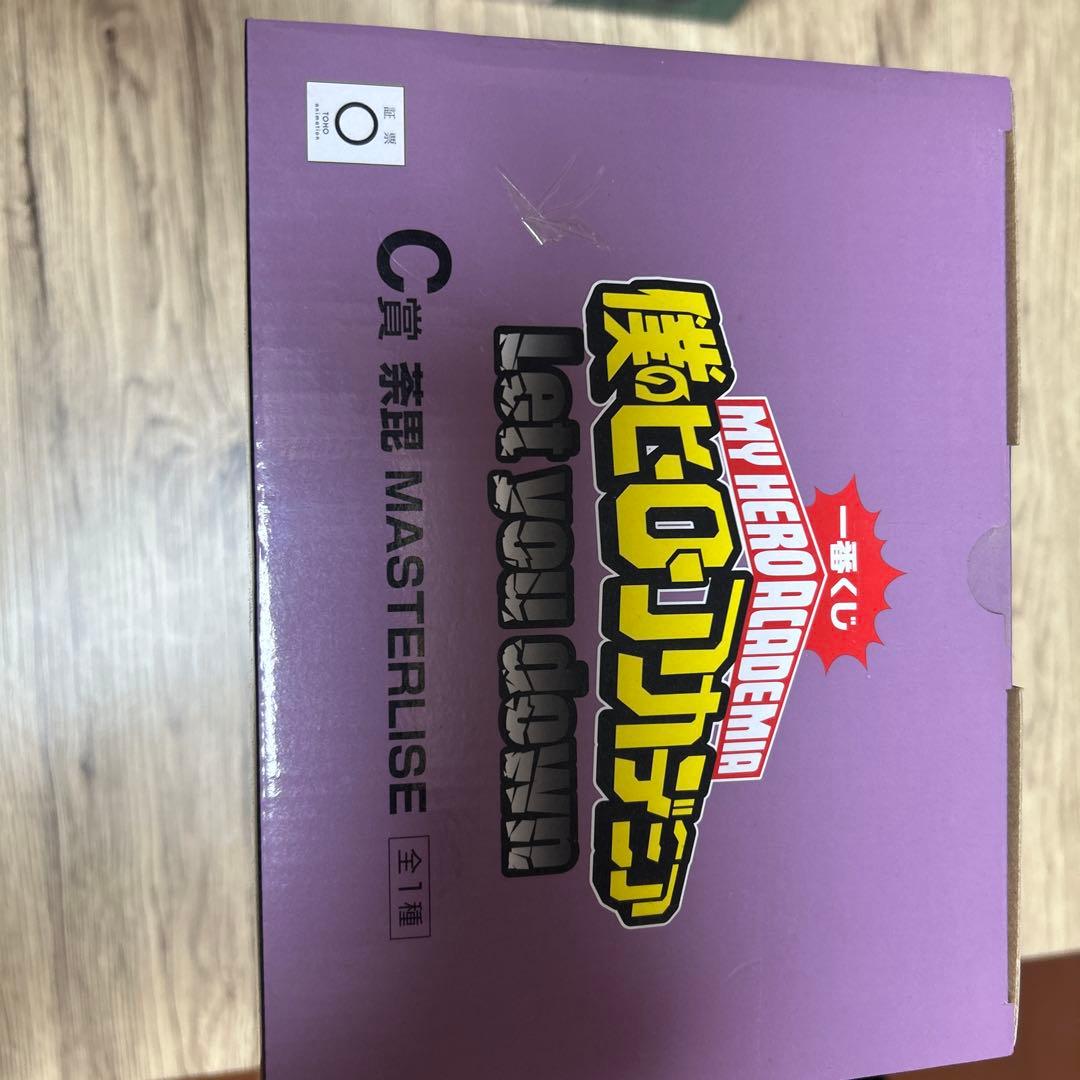 一番くじ
MY HERO ACADEMIA
僕のヒーローアカデミア
Let you down
C賞 荼毘 MASTERLISE 全1種
証票
TOHO
animation